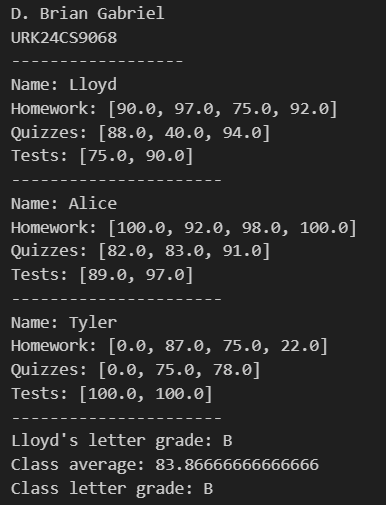 D. Brian Gabriel
URK24CS9068
------------------
Name: Lloyd
Homework: [90.0, 97.0, 75.0, 92.0]
Quizzes: [88.0, 40.0, 94.0]
Tests: [75.0, 90.0]
----------------------
Name: Alice
Homework: [100.0, 92.0, 98.0, 100.0]
Quizzes: [82.0, 83.0, 91.0]
Tests: [89.0, 97.0]
----------------------
Name: Tyler
Homework: [0.0, 87.0, 75.0, 22.0]
Quizzes: [0.0, 75.0, 78.0]
Tests: [100.0, 100.0]
----------------------
Lloyd's letter grade: B
Class average: 83.86666666666666
Class letter grade: B